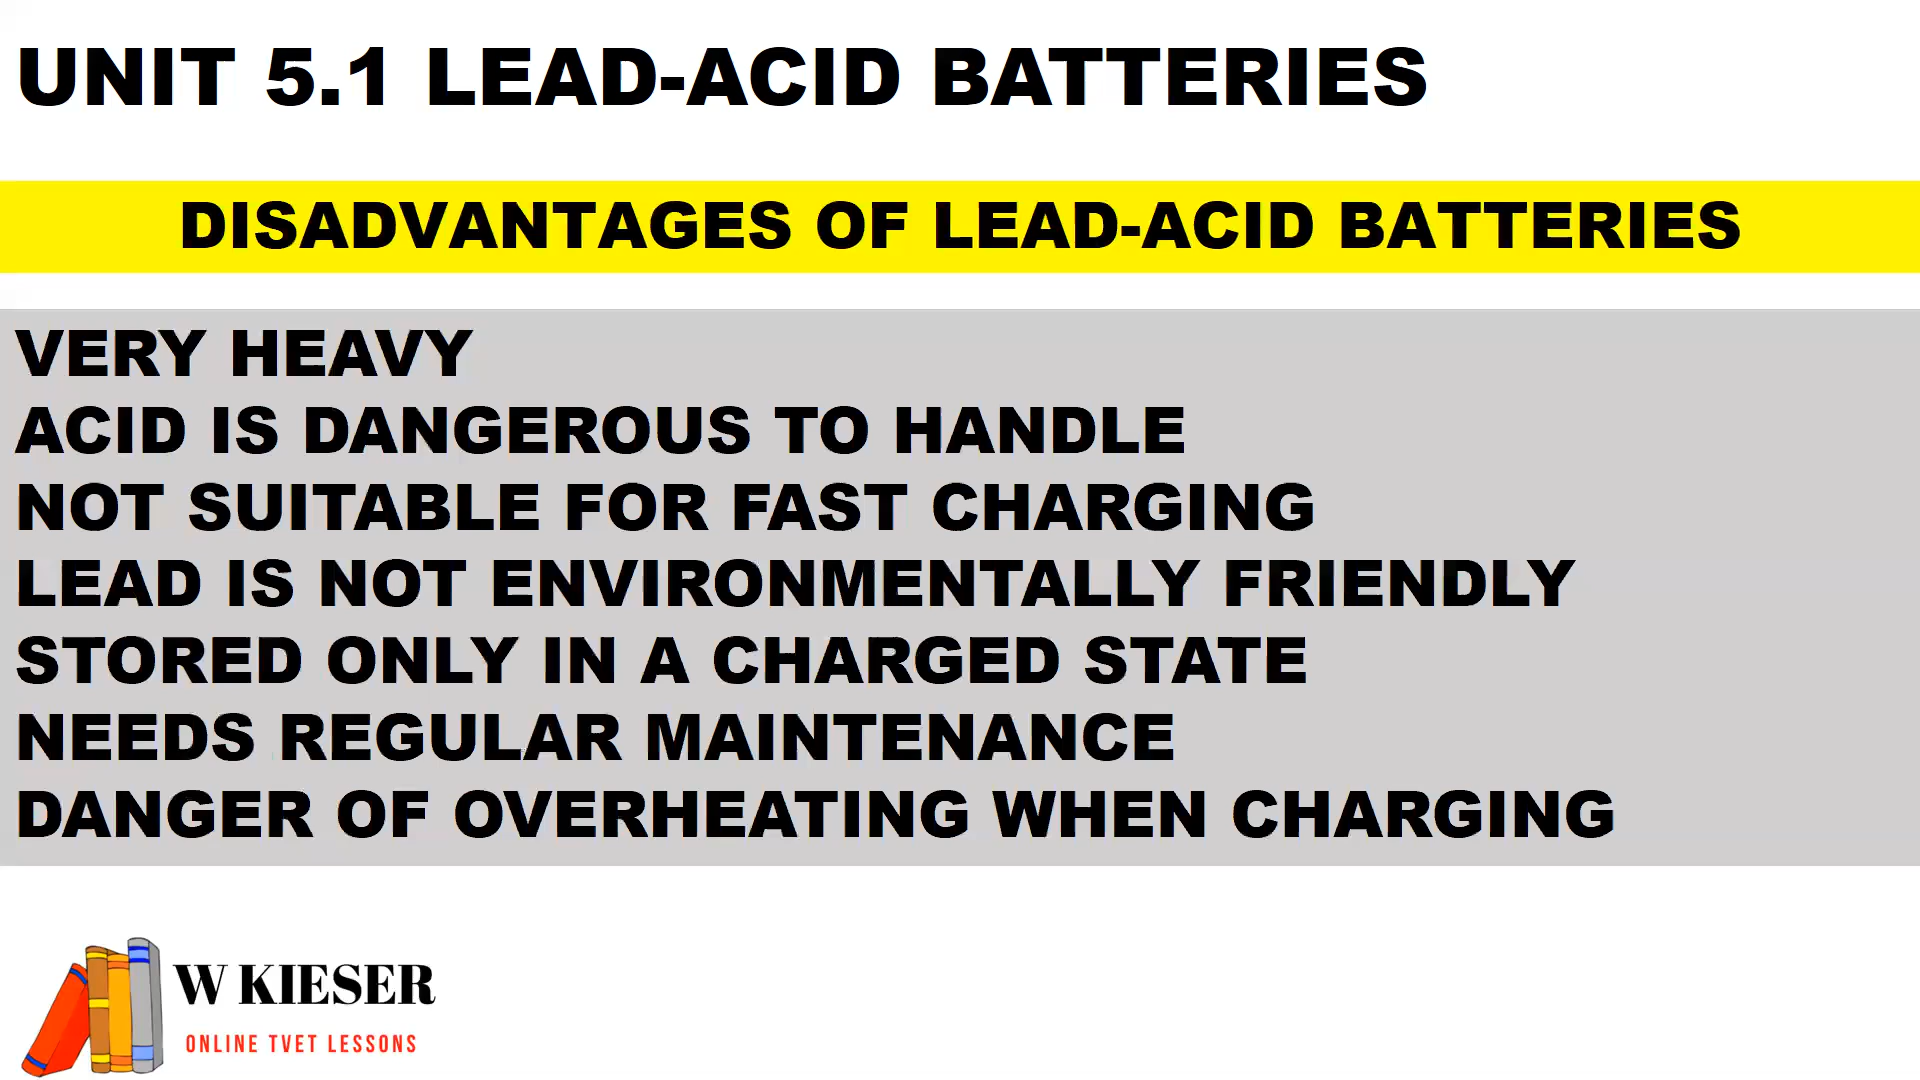 UNIT 5.1 LEAD-ACID BATTERIES
DISADVANTAGES OF LEAD-ACID BATTERIES
VERY HEAVY
ACID IS DANGEROUS TO HANDLE
NOT SUITABLE FOR FAST CHARGING
LEAD IS NOT ENVIRONMENTALLY FRIENDLY
STORED ONLY IN A CHARGED STATE
NEEDS REGULAR MAINTENANCE
DANGER OF OVERHEATING WHEN CHARGING
W KIESER
ONLINE TVET LESSONS